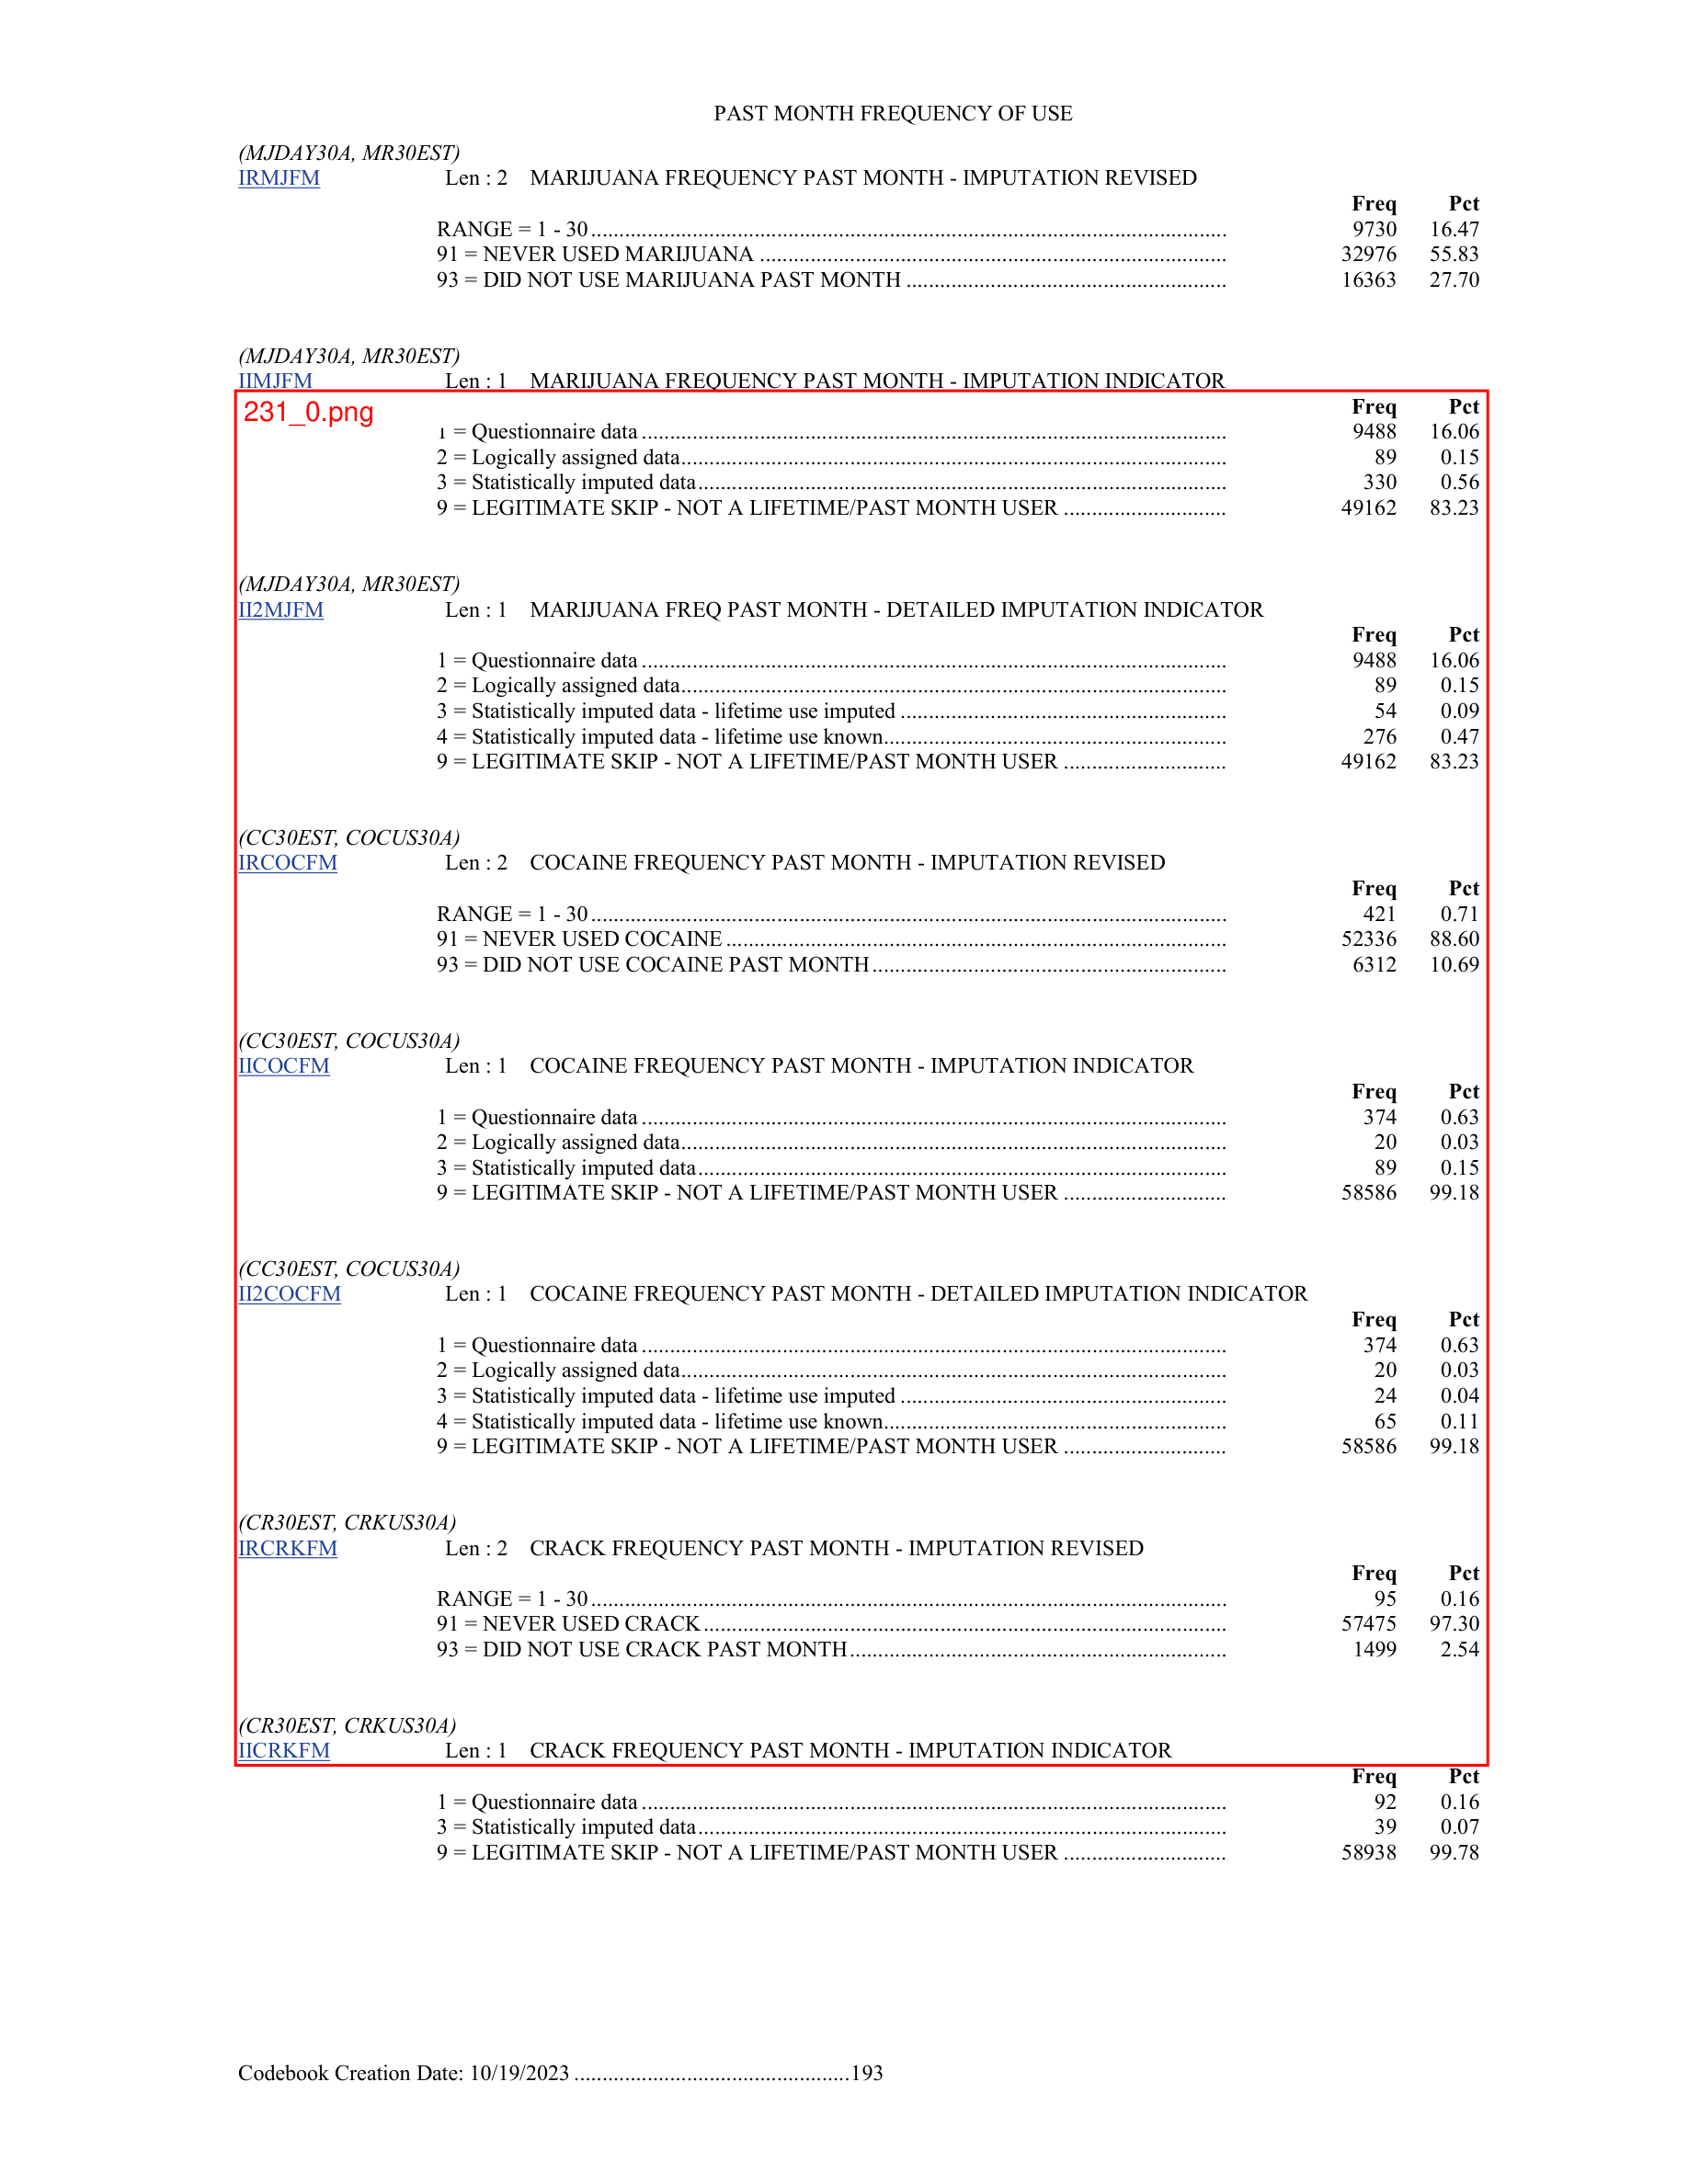 PAST MONTH FREQUENCY OF USE
(MJDAY30A, MR30EST)
IRMJFM Len : 2 MARIJUANA FREQUENCY PAST MONTH - IMPUTATION REVISED
Freq Pct
RANGE = 1 - 30 ................ 9730 16.47
91 = NEVER USED MARIJUANA ................ 32976 55.83
93 = DID NOT USE MARIJUANA PAST MONTH ................ 16363 27.70
(MJDAY30A, MR30EST)
IIMJFM Len : 1 MARIJUANA FREQUENCY PAST MONTH - IMPUTATION INDICATOR
231_0.png Freq Pct
1 = Questionnaire data ................ 9488 16.06
2 = Logically assigned data ................ 89 0.15
3 = Statistically imputed data ................ 330 0.56
9 = LEGITIMATE SKIP - NOT A LIFETIME/PAST MONTH USER ................ 49162 83.23
(MJDAY30A, MR30EST)
II2MJFM Len : 1 MARIJUANA FREQ PAST MONTH - DETAILED IMPUTATION INDICATOR
Freq Pct
1 = Questionnaire data ................ 9488 16.06
2 = Logically assigned data ................ 89 0.15
3 = Statistically imputed data - lifetime use imputed ................ 54 0.09
4 = Statistically imputed data - lifetime use known ................ 276 0.47
9 = LEGITIMATE SKIP - NOT A LIFETIME/PAST MONTH USER ................ 49162 83.23
(CC30EST, COCUS30A)
IRCOCFM Len : 2 COCAINE FREQUENCY PAST MONTH - IMPUTATION REVISED
Freq Pct
RANGE = 1 - 30 ................ 421 0.71
91 = NEVER USED COCAINE ................ 52336 88.60
93 = DID NOT USE COCAINE PAST MONTH ................ 6312 10.69
(CC30EST, COCUS30A)
IICOCFM Len : 1 COCAINE FREQUENCY PAST MONTH - IMPUTATION INDICATOR
Freq Pct
1 = Questionnaire data ................ 374 0.63
2 = Logically assigned data ................ 20 0.03
3 = Statistically imputed data ................ 89 0.15
9 = LEGITIMATE SKIP - NOT A LIFETIME/PAST MONTH USER ................ 58586 99.18
(CC30EST, COCUS30A)
II2COCFM Len : 1 COCAINE FREQUENCY PAST MONTH - DETAILED IMPUTATION INDICATOR
Freq Pct
1 = Questionnaire data ................ 374 0.63
2 = Logically assigned data ................ 20 0.03
3 = Statistically imputed data - lifetime use imputed ................ 24 0.04
4 = Statistically imputed data - lifetime use known ................ 65 0.11
9 = LEGITIMATE SKIP - NOT A LIFETIME/PAST MONTH USER ................ 58586 99.18
(CR30EST, CRKUS30A)
IRCRKFM Len : 2 CRACK FREQUENCY PAST MONTH - IMPUTATION REVISED
Freq Pct
RANGE = 1 - 30 ................ 95 0.16
91 = NEVER USED CRACK ................ 57475 97.30
93 = DID NOT USE CRACK PAST MONTH ................ 1499 2.54
(CR30EST, CRKUS30A)
IICRKFM Len : 1 CRACK FREQUENCY PAST MONTH - IMPUTATION INDICATOR
Freq Pct
1 = Questionnaire data ................ 92 0.16
3 = Statistically imputed data ................ 39 0.07
9 = LEGITIMATE SKIP - NOT A LIFETIME/PAST MONTH USER ................ 58938 99.78
Codebook Creation Date: 10/19/2023 ................ 193